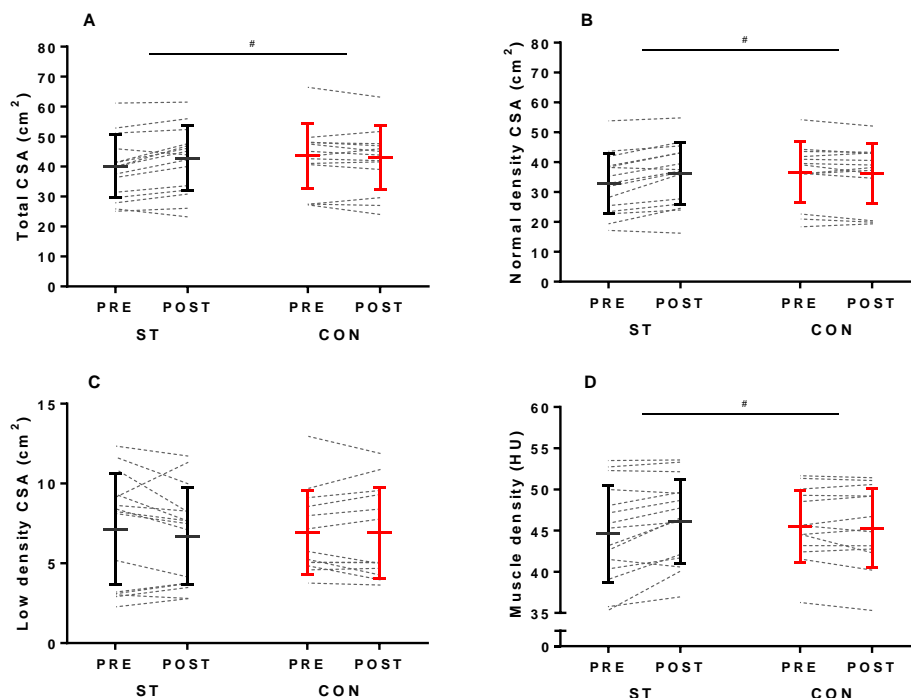 A
#
Total CSA (cm²)
80
70
60
50
40
30
20
10
0
PRE POST PRE POST
ST CON
B
#
Normal density CSA (cm²)
80
70
60
50
40
30
20
10
0
PRE POST PRE POST
ST CON
C
Low density CSA (cm²)
15
10
5
0
PRE POST PRE POST
ST CON
D
#
Muscle density (HU)
60
55
50
45
40
35
0
PRE POST PRE POST
ST CON